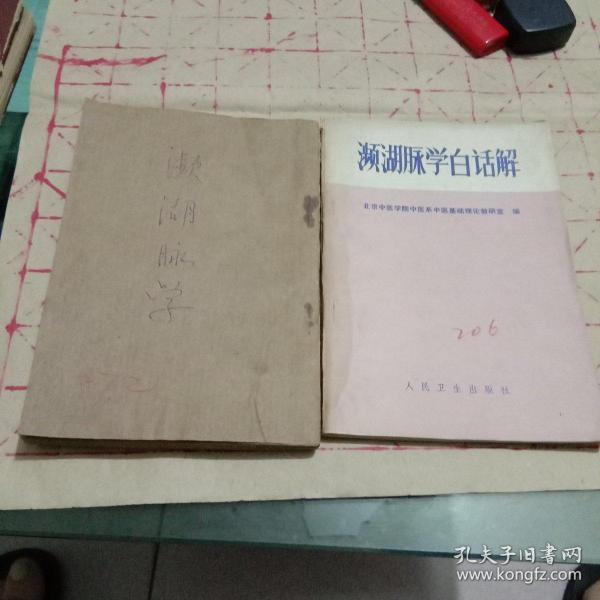 濒湖脉学
濒湖脉学白话解
北京中医学院中医系中医基础理论教研室 编
206
人民卫生出版社
孔夫子旧书网
www.kongfz.com